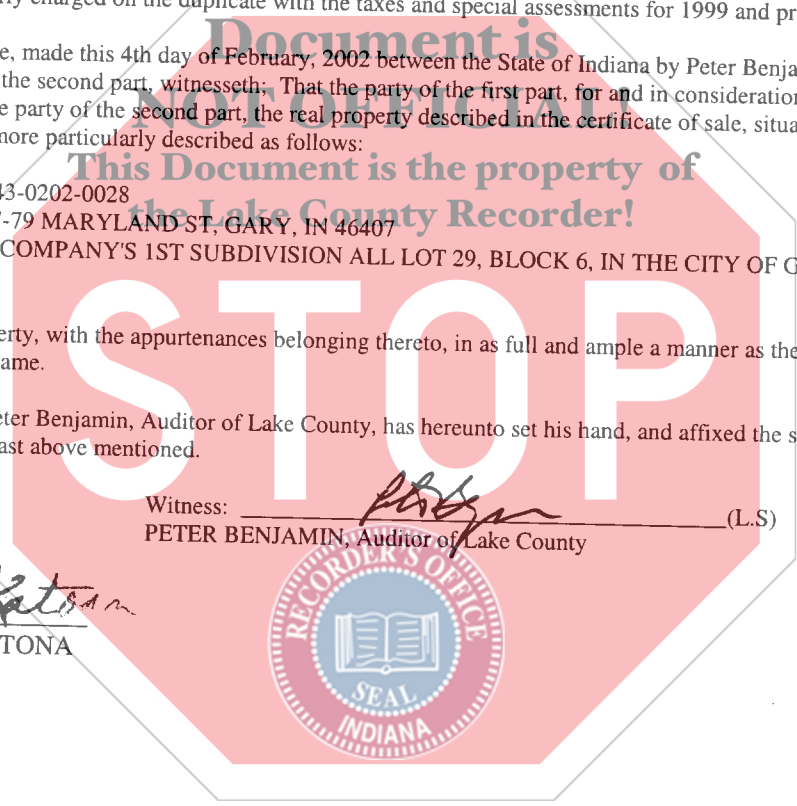 rly charged on the duplicate with the taxes and special assessments for 1999 and pr
Document is
e, made this 4th day of February, 2002 between the State of Indiana by Peter Benja
the second part, witnesseth; That the party of the first part, for and in consideration
NOT OFFICIAL!
e party of the second part, the real property described in the certificate of sale, situa
more particularly described as follows:
This Document is the property of
43-0202-0028
the Lake County Recorder!
-79 MARYLAND ST, GARY, IN 46407
COMPANY'S 1ST SUBDIVISION ALL LOT 29, BLOCK 6, IN THE CITY OF G
STOP
erty, with the appurtenances belonging thereto, in as full and ample a manner as the
ame.
eter Benjamin, Auditor of Lake County, has hereunto set his hand, and affixed the s
ast above mentioned.
Witness: (L.S)
PETER BENJAMIN, Auditor of Lake County
TONA
RECORDER'S OFFICE
SEAL
INDIANA